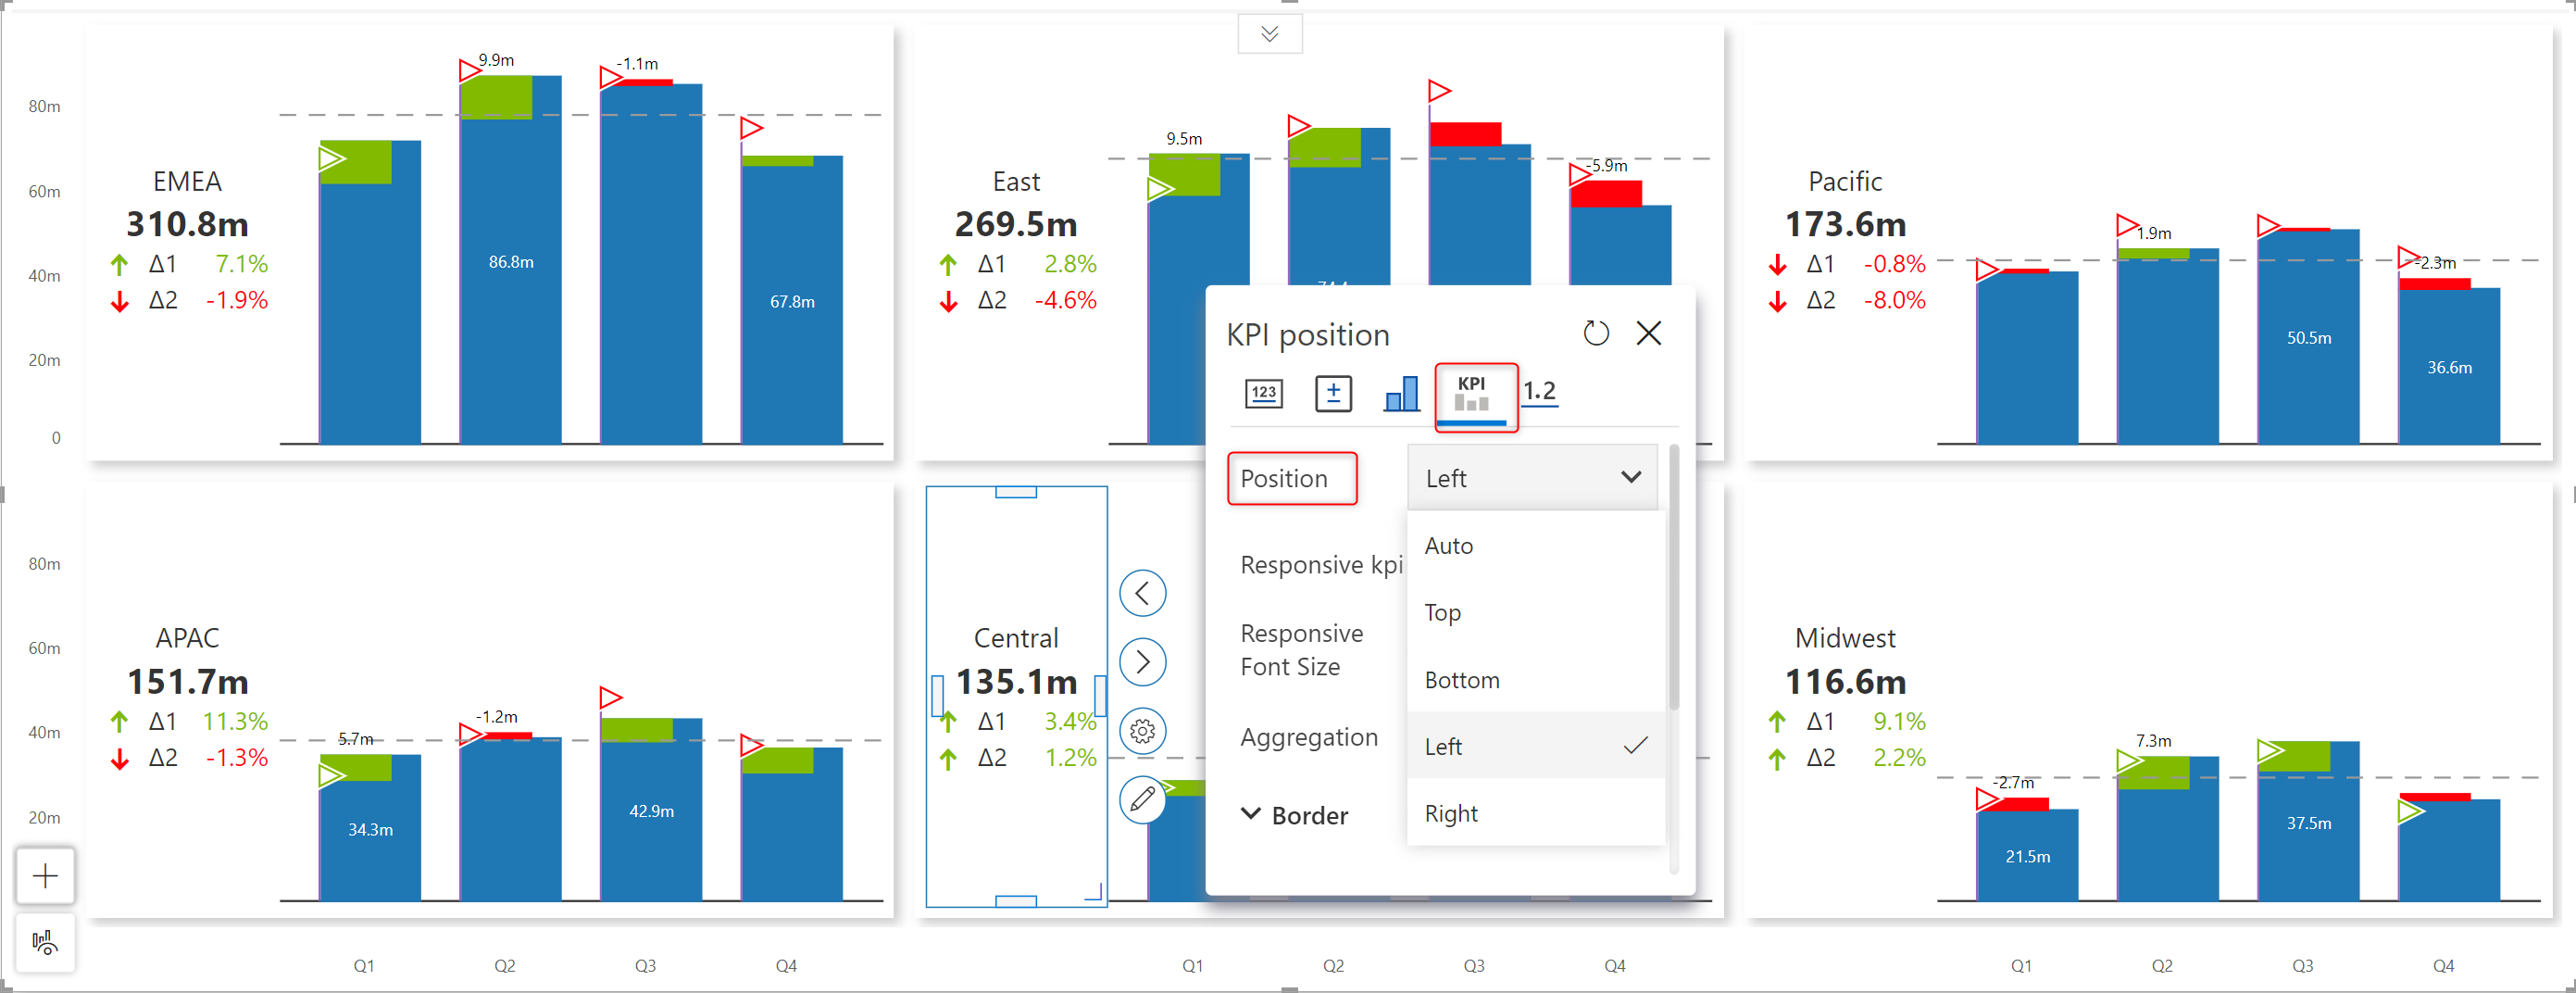 9.9m
-1.1m
80m
60m
40m
20m
0
EMEA
310.8m
Δ1 7.1%
Δ2 -1.9%
86.8m
67.8m
9.5m
-5.9m
East
269.5m
Δ1 2.8%
Δ2 -4.6%
Pacific
173.6m
Δ1 -0.8%
Δ2 -8.0%
1.9m
-2.3m
50.5m
36.6m
KPI position
123
KPI
1.2
Position
Left
Auto
Top
Bottom
Left
Right
Responsive kpi
Responsive
Font Size
Aggregation
Border
80m
60m
40m
20m
APAC
151.7m
Δ1 11.3%
Δ2 -1.3%
5.7m
-1.2m
34.3m
42.9m
Central
135.1m
Δ1 3.4%
Δ2 1.2%
Midwest
116.6m
Δ1 9.1%
Δ2 2.2%
-2.7m
7.3m
21.5m
37.5m
Q1 Q2 Q3 Q4
Q1 Q2 Q3 Q4
Q1 Q2 Q3 Q4